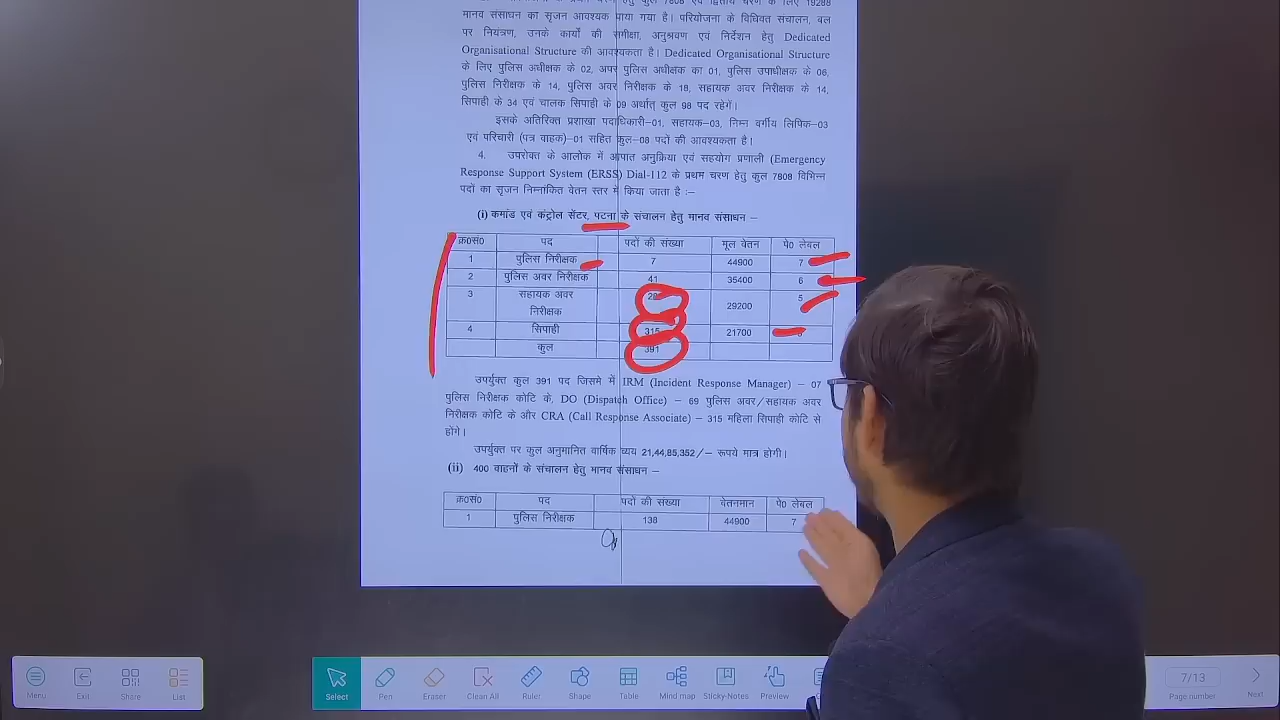 मानव संसाधन का सृजन आवश्यक पाया गया है। परियोजना के विधिवत संचालन, बल
पर नियंत्रण, उनके कार्यों की समीक्षा, अनुश्रवण एवं निर्देशन हेतु Dedicated
Organisational Structure की आवश्यकता है। Dedicated Organisational Structure
के लिए पुलिस अधीक्षक के 02, अपर पुलिस अधीक्षक का 01, पुलिस उपाधीक्षक के 06,
पुलिस निरीक्षक के 14, पुलिस अवर निरीक्षक के 18, सहायक अवर निरीक्षक के 14,
सिपाही के 34 एवं चालक सिपाही के 09 अर्थात् कुल 98 पद रहेगें।
इसके अतिरिक्त प्रशाखा पदाधिकारी–01, सहायक–03, निम्न वर्गीय लिपिक–03
एवं परिचारी (पत्र वाहक)–01 सहित कुल–08 पदों की आवश्यकता है।
4. उपरोक्त के आलोक में आपात अनुक्रिया एवं सहयोग प्रणाली (Emergency
Response Support System (ERSS) Dial-112 के प्रथम चरण हेतु कुल 7808 विभिन्न
पदों का सृजन निम्नांकित वेतन स्तर में किया जाता है :–
(i) कमांड एवं कंट्रोल सेंटर, पटना के संचालन हेतु मानव संसाधन –
क्र0सं0 पद पदों की संख्या मूल वेतन पे0 लेबल
1 पुलिस निरीक्षक 7 44900 7
2 पुलिस अवर निरीक्षक 41 35400 6
3 सहायक अवर निरीक्षक 29200 5
4 सिपाही 315 21700
कुल 391
उपर्युक्त कुल 391 पद जिसमे में IRM (Incident Response Manager) – 07
पुलिस निरीक्षक कोटि के, DO (Dispatch Office) – 69 पुलिस अवर/सहायक अवर
निरीक्षक कोटि के और CRA (Call Response Associate) – 315 महिला सिपाही कोटि से
होंगे।
उपर्युक्त पर कुल अनुमानित वार्षिक व्यय 21,44,85,352/– रूपये मात्र होगी।
(ii) 400 वाहनों के संचालन हेतु मानव संसाधन –
क्र0सं0 पद पदों की संख्या वेतनमान पे0 लेबल
1 पुलिस निरीक्षक 138 44900 7
Menu Exit Share List Select Pen Eraser Clean All Ruler Shape Table Mind map Sticky-Notes Preview 7/13 Page number Next